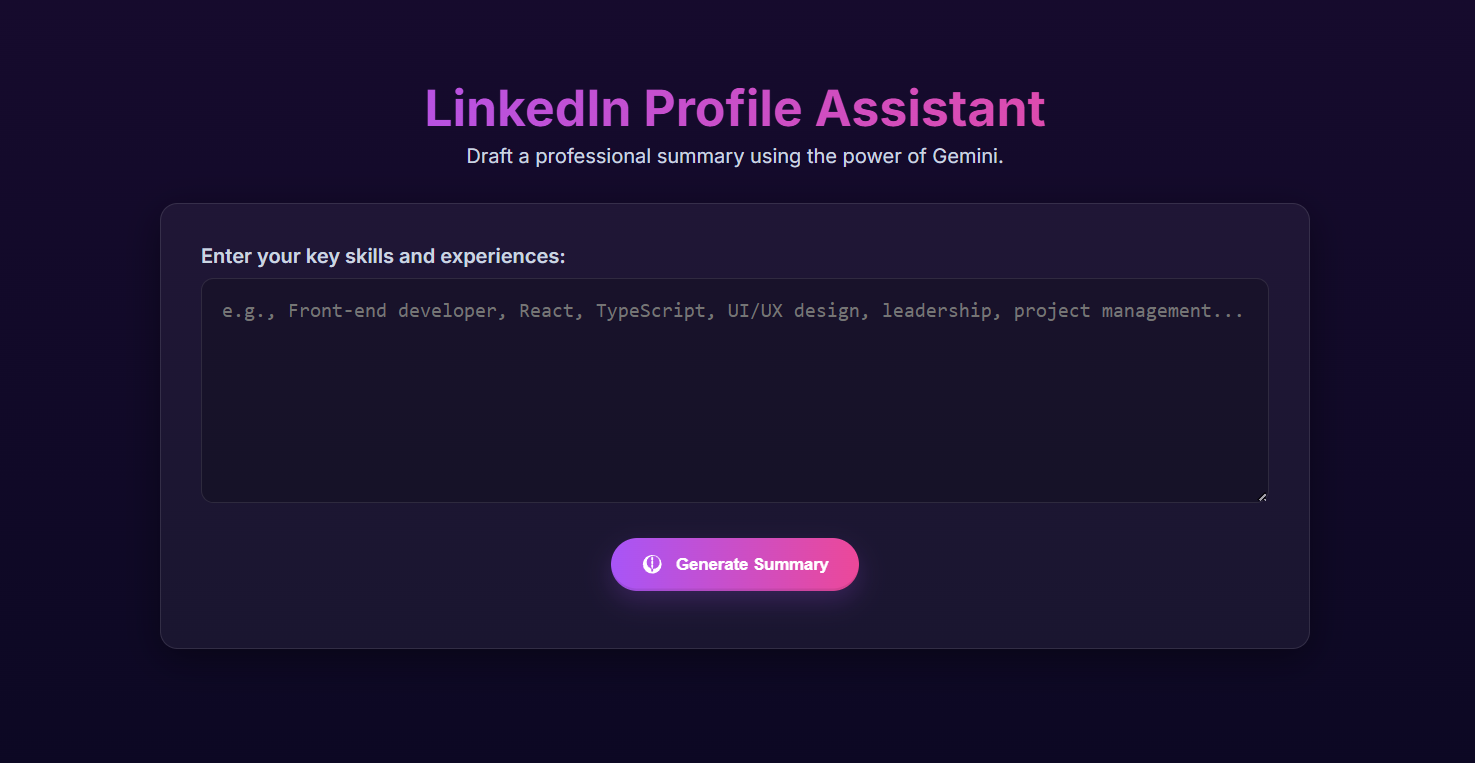 LinkedIn Profile Assistant
Draft a professional summary using the power of Gemini.
Enter your key skills and experiences:
e.g., Front-end developer, React, TypeScript, UI/UX design, leadership, project management...
Generate Summary